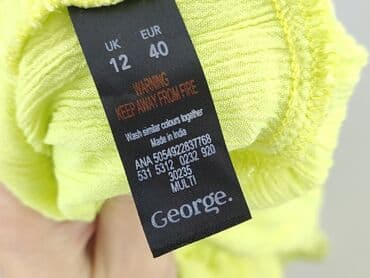 UK EUR
12 40
WARNING
KEEP AWAY FROM FIRE
Wash similar colours together
Made in India
ANA 5054922837768
531 5312 0232 920
30235
MULTI
George.